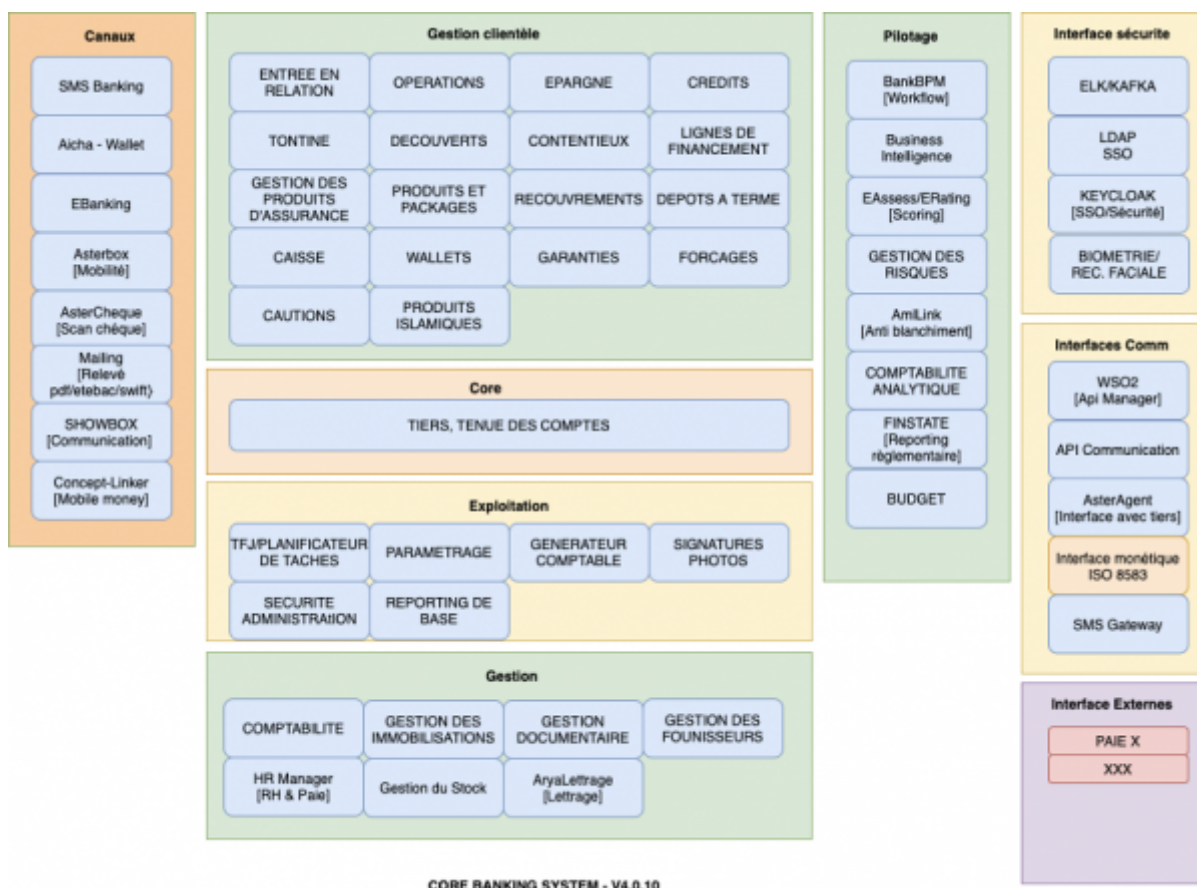 Canaux
SMS Banking
Aicha - Wallet
EBanking
Asterbox
[Mobilité]
AsterCheque
[Scan chéque]
Mailing
[Relevé
pdf/etebac/swift}
SHOWBOX
[Communication]
Concept-Linker
[Mobile money]
Gestion clientèle
ENTREE EN
RELATION
OPERATIONS
EPARGNE
CREDITS
TONTINE
DECOUVERTS
CONTENTIEUX
LIGNES DE
FINANCEMENT
GESTION DES
PRODUITS
D'ASSURANCE
PRODUITS ET
PACKAGES
RECOUVREMENTS
DEPOTS A TERME
CAISSE
WALLETS
GARANTIES
FORCAGES
CAUTIONS
PRODUITS
ISLAMIQUES
Core
TIERS, TENUE DES COMPTES
Exploitation
TFJ/PLANIFICATEUR
DE TACHES
PARAMETRAGE
GENERATEUR
COMPTABLE
SIGNATURES
PHOTOS
SECURITE
ADMINISTRAtION
REPORTING DE
BASE
Gestion
COMPTABILITE
GESTION DES
IMMOBILISATIONS
GESTION
DOCUMENTAIRE
GESTION DES
FOUNISSEURS
HR Manager
[RH & Paie]
Gestion du Stock
AryaLettrage
[Lettrage]
Pilotage
BankBPM
[Workflow]
Business
Intelligence
EAssess/ERating
[Scoring]
GESTION DES
RISQUES
AmlLink
[Anti blanchiment]
COMPTABILITE
ANALYTIQUE
FINSTATE
[Reporting
règlementaire]
BUDGET
Interface sécurite
ELK/KAFKA
LDAP
SSO
KEYCLOAK
[SSO/Sécurité]
BIOMETRIE/
REC. FACIALE
Interfaces Comm
WSO2
[Api Manager]
API Communication
AsterAgent
[Interface avec tiers]
Interface monétique
ISO 8583
SMS Gateway
Interface Externes
PAIE X
XXX
CORE BANKING SYSTEM - V4.0.10